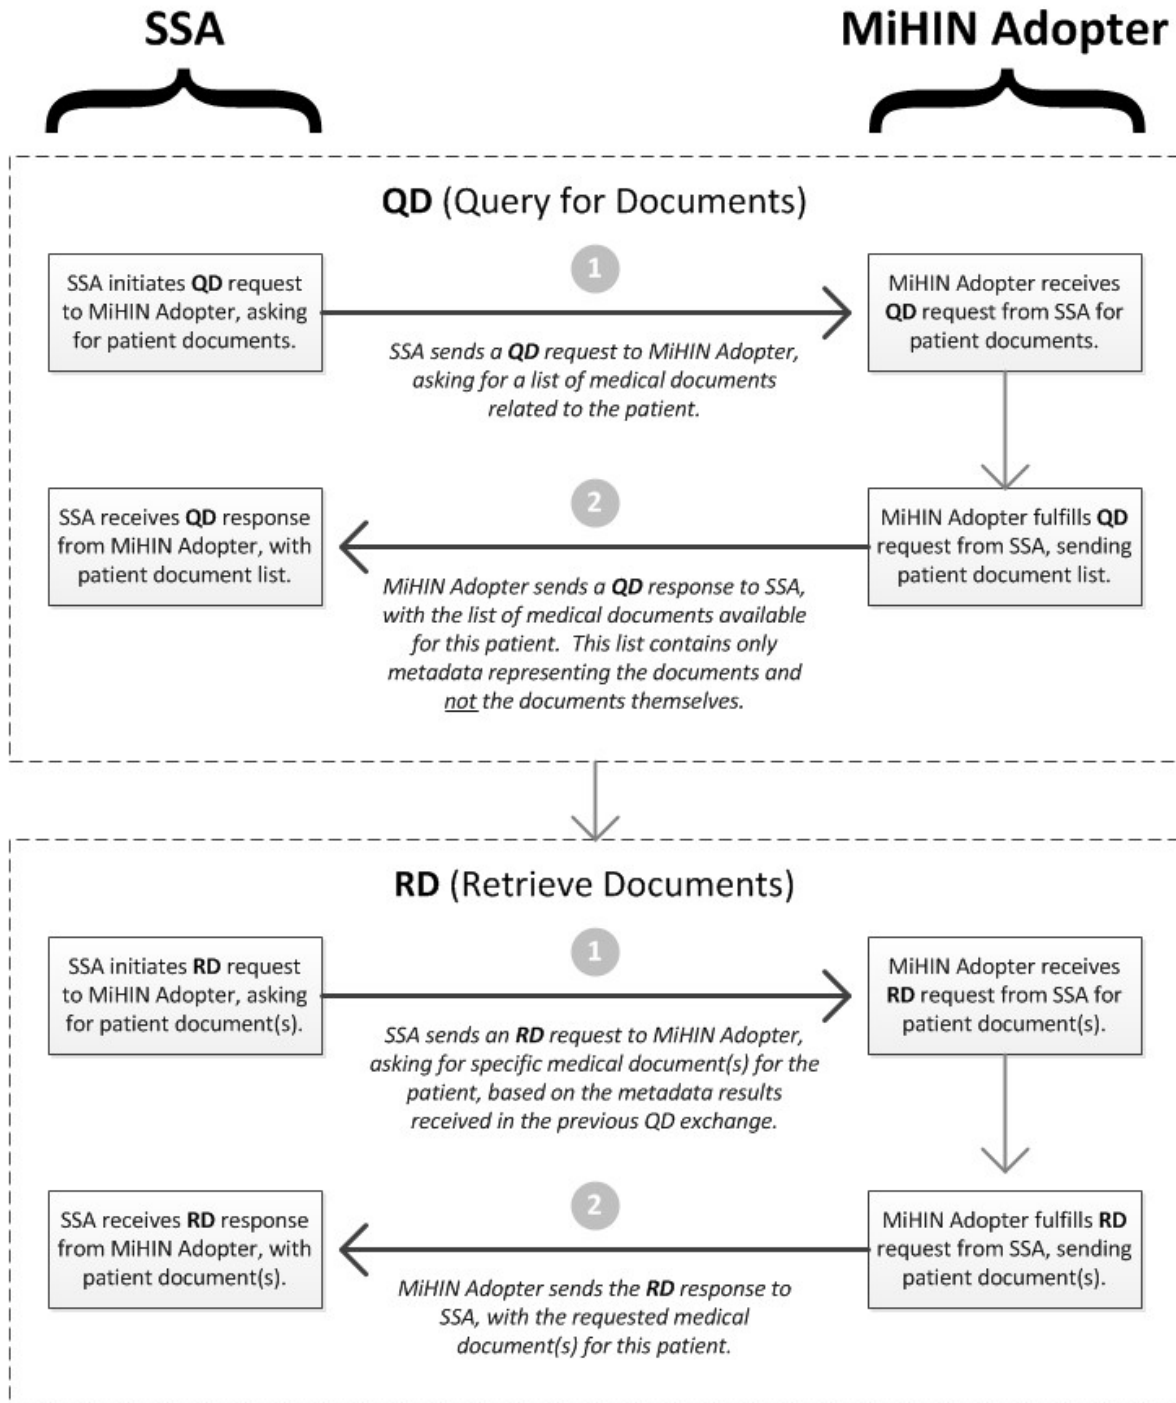 SSA
MiHIN Adopter
QD (Query for Documents)
1
SSA initiates QD request
to MiHIN Adopter, asking
for patient documents.
MiHIN Adopter receives
QD request from SSA for
patient documents.
SSA sends a QD request to MiHIN Adopter,
asking for a list of medical documents
related to the patient.
2
SSA receives QD response
from MiHIN Adopter, with
patient document list.
MiHIN Adopter fulfills QD
request from SSA, sending
patient document list.
MiHIN Adopter sends a QD response to SSA,
with the list of medical documents available
for this patient.  This list contains only
metadata representing the documents and
not the documents themselves.
RD (Retrieve Documents)
1
SSA initiates RD request
to MiHIN Adopter, asking
for patient document(s).
MiHIN Adopter receives
RD request from SSA for
patient document(s).
SSA sends an RD request to MiHIN Adopter,
asking for specific medical document(s) for the
patient, based on the metadata results
received in the previous QD exchange.
2
SSA receives RD response
from MiHIN Adopter, with
patient document(s).
MiHIN Adopter fulfills RD
request from SSA, sending
patient document(s).
MiHIN Adopter sends the RD response to
SSA, with the requested medical
document(s) for this patient.